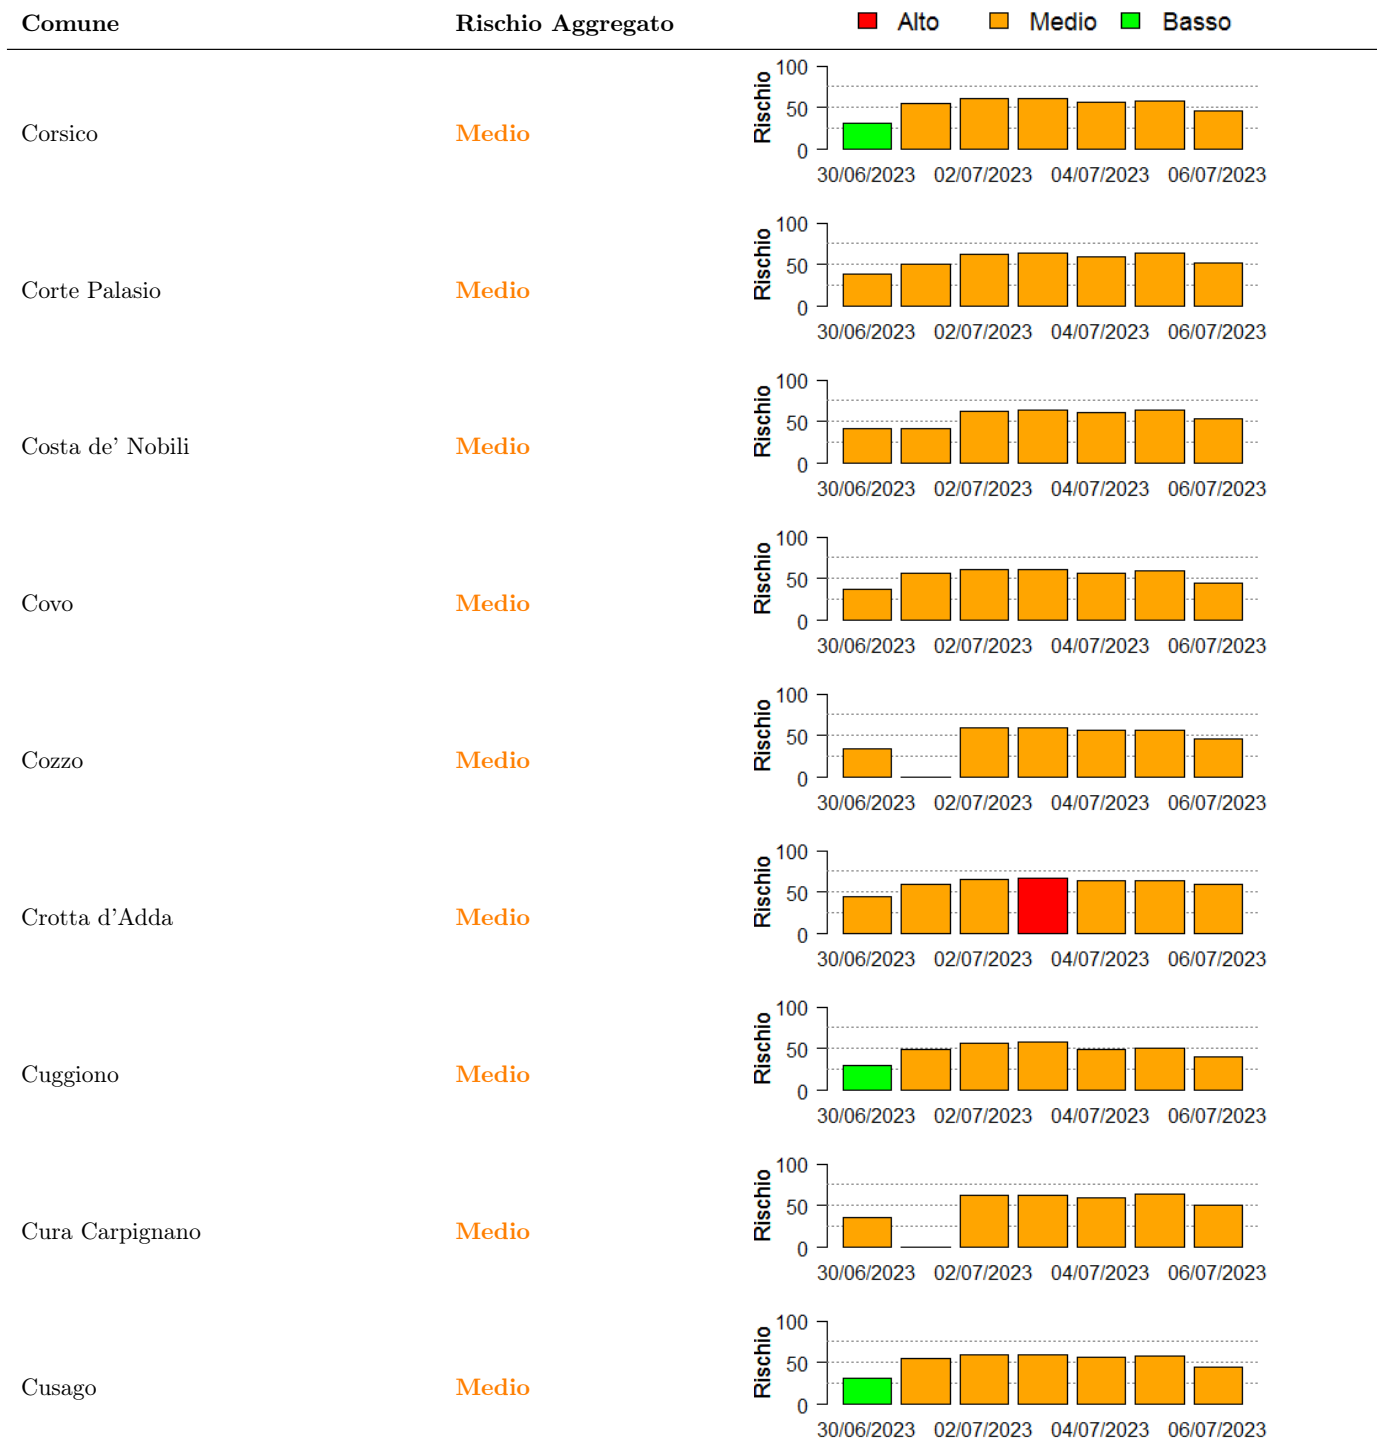 Comune Rischio Aggregato Alto Medio Basso
100
50
0
Rischio
Corsico Medio
30/06/2023 02/07/2023 04/07/2023 06/07/2023
100
50
0
Rischio
Corte Palasio Medio
30/06/2023 02/07/2023 04/07/2023 06/07/2023
100
50
0
Rischio
Costa de' Nobili Medio
30/06/2023 02/07/2023 04/07/2023 06/07/2023
100
50
0
Rischio
Covo Medio
30/06/2023 02/07/2023 04/07/2023 06/07/2023
100
50
0
Rischio
Cozzo Medio
30/06/2023 02/07/2023 04/07/2023 06/07/2023
100
50
0
Rischio
Crotta d'Adda Medio
30/06/2023 02/07/2023 04/07/2023 06/07/2023
100
50
0
Rischio
Cuggiono Medio
30/06/2023 02/07/2023 04/07/2023 06/07/2023
100
50
0
Rischio
Cura Carpignano Medio
30/06/2023 02/07/2023 04/07/2023 06/07/2023
100
50
0
Rischio
Cusago Medio
30/06/2023 02/07/2023 04/07/2023 06/07/2023